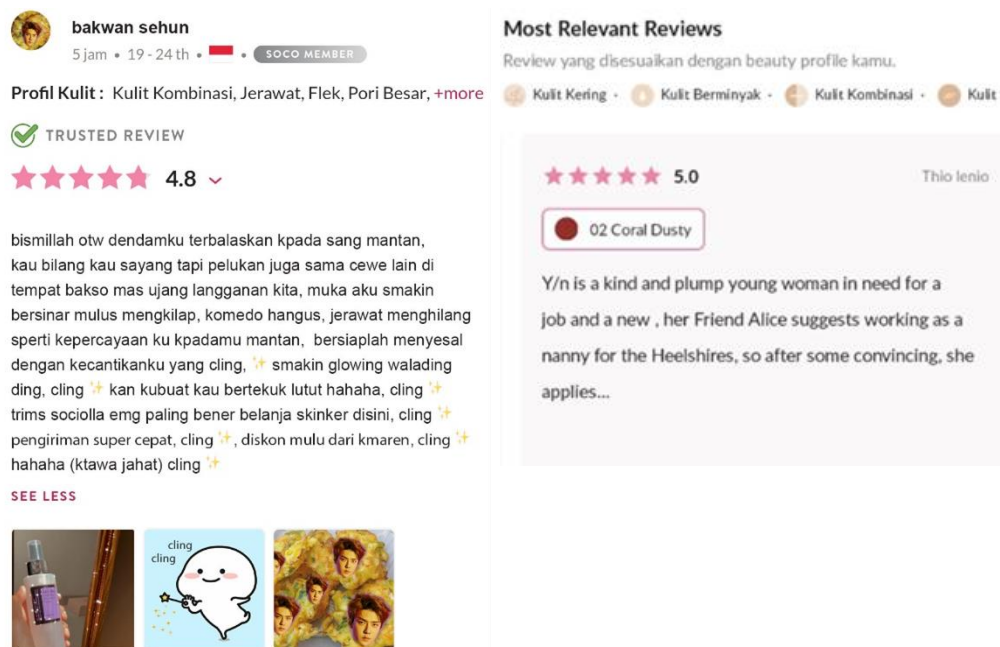 bakwan sehun
5 jam • 19 - 24 th • • SOCO MEMBER
Profil Kulit : Kulit Kombinasi, Jerawat, Flek, Pori Besar, +more
TRUSTED REVIEW
4.8
bismillah otw dendamku terbalaskan kpada sang mantan,
kau bilang kau sayang tapi pelukan juga sama cewe lain di
tempat bakso mas ujang langganan kita, muka aku smakin
bersinar mulus mengkilap, komedo hangus, jerawat menghilang
sperti kepercayaan ku kpadamu mantan, bersiaplah menyesal
dengan kecantikanku yang cling, ✨ smakin glowing walading
ding, cling ✨ kan kubuat kau bertekuk lutut hahaha, cling ✨
trims sociolla emg paling bener belanja skinker disini, cling ✨
pengiriman super cepat, cling ✨, diskon mulu dari kmaren, cling ✨
hahaha (ktawa jahat) cling ✨
SEE LESS
cling
cling
Most Relevant Reviews
Review yang disesuaikan dengan beauty profile kamu.
Kulit Kering • Kulit Berminyak • Kulit Kombinasi • Kulit
5.0
Thio lenio
02 Coral Dusty
Y/n is a kind and plump young woman in need for a
job and a new , her Friend Alice suggests working as a
nanny for the Heelshires, so after some convincing, she
applies...